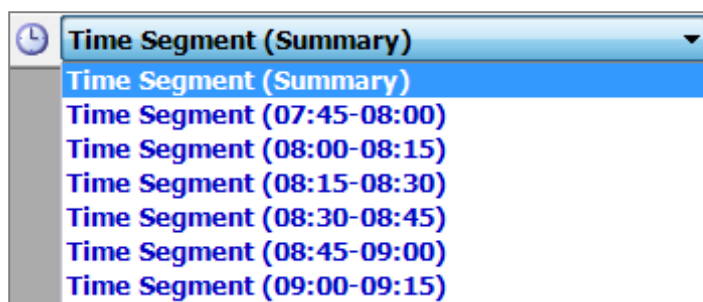 Time Segment (Summary)
Time Segment (Summary)
Time Segment (07:45-08:00)
Time Segment (08:00-08:15)
Time Segment (08:15-08:30)
Time Segment (08:30-08:45)
Time Segment (08:45-09:00)
Time Segment (09:00-09:15)